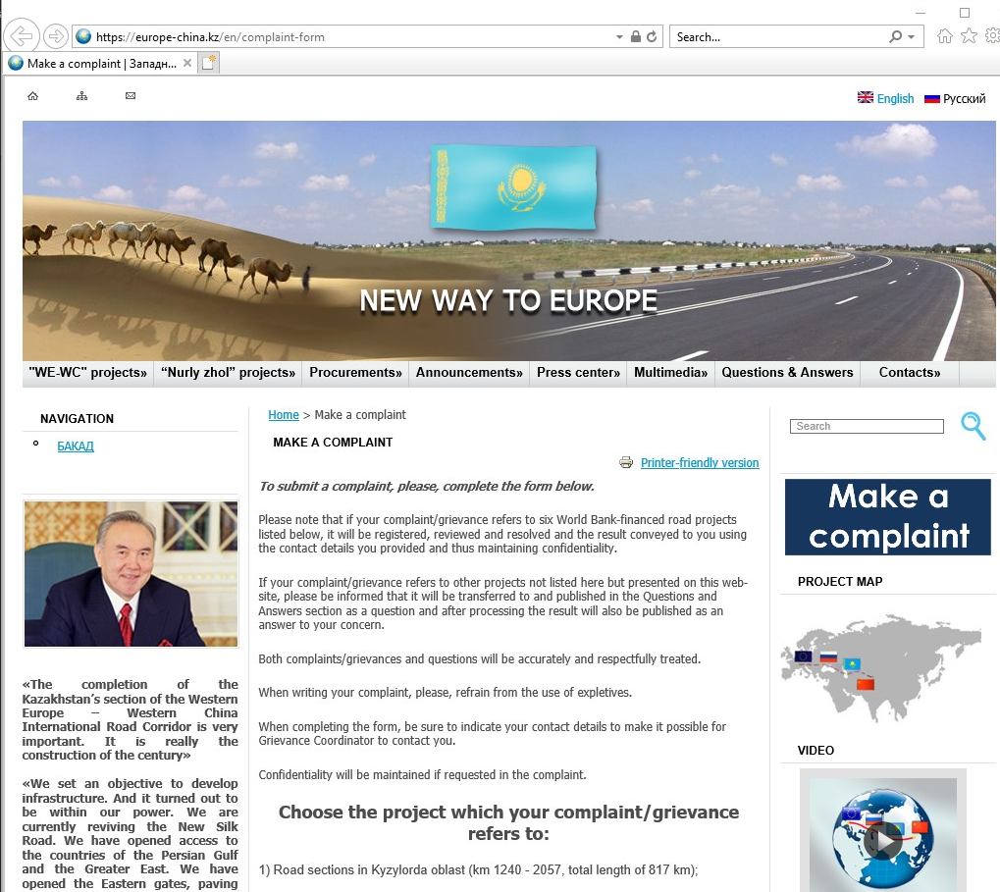 https://europe-china.kz/en/complaint-form
Search...
Make a complaint | Западн...
English Русский
NEW WAY TO EUROPE
"WE-WC" projects» “Nurly zhol” projects» Procurements» Announcements» Press center» Multimedia» Questions & Answers Contacts»
NAVIGATION
БАКАД
«The completion of the
Kazakhstan’s section of the Western
Europe – Western China
International Road Corridor is very
important. It is really the
construction of the century»
«We set an objective to develop
infrastructure. And it turned out to
be within our power. We are
currently reviving the New Silk
Road. We have opened access to
the countries of the Persian Gulf
and the Greater East. We have
opened the Eastern gates, paving
Home > Make a complaint
MAKE A COMPLAINT
Printer-friendly version
To submit a complaint, please, complete the form below.
Please note that if your complaint/grievance refers to six World Bank-financed road projects
listed below, it will be registered, reviewed and resolved and the result conveyed to you using
the contact details you provided and thus maintaining confidentiality.
If your complaint/grievance refers to other projects not listed here but presented on this web-
site, please be informed that it will be transferred to and published in the Questions and
Answers section as a question and after processing the result will also be published as an
answer to your concern.
Both complaints/grievances and questions will be accurately and respectfully treated.
When writing your complaint, please, refrain from the use of expletives.
When completing the form, be sure to indicate your contact details to make it possible for
Grievance Coordinator to contact you.
Confidentiality will be maintained if requested in the complaint.
Choose the project which your complaint/grievance
refers to:
1) Road sections in Kyzylorda oblast (km 1240 - 2057, total length of 817 km);
Search
Make a
complaint
PROJECT MAP
VIDEO